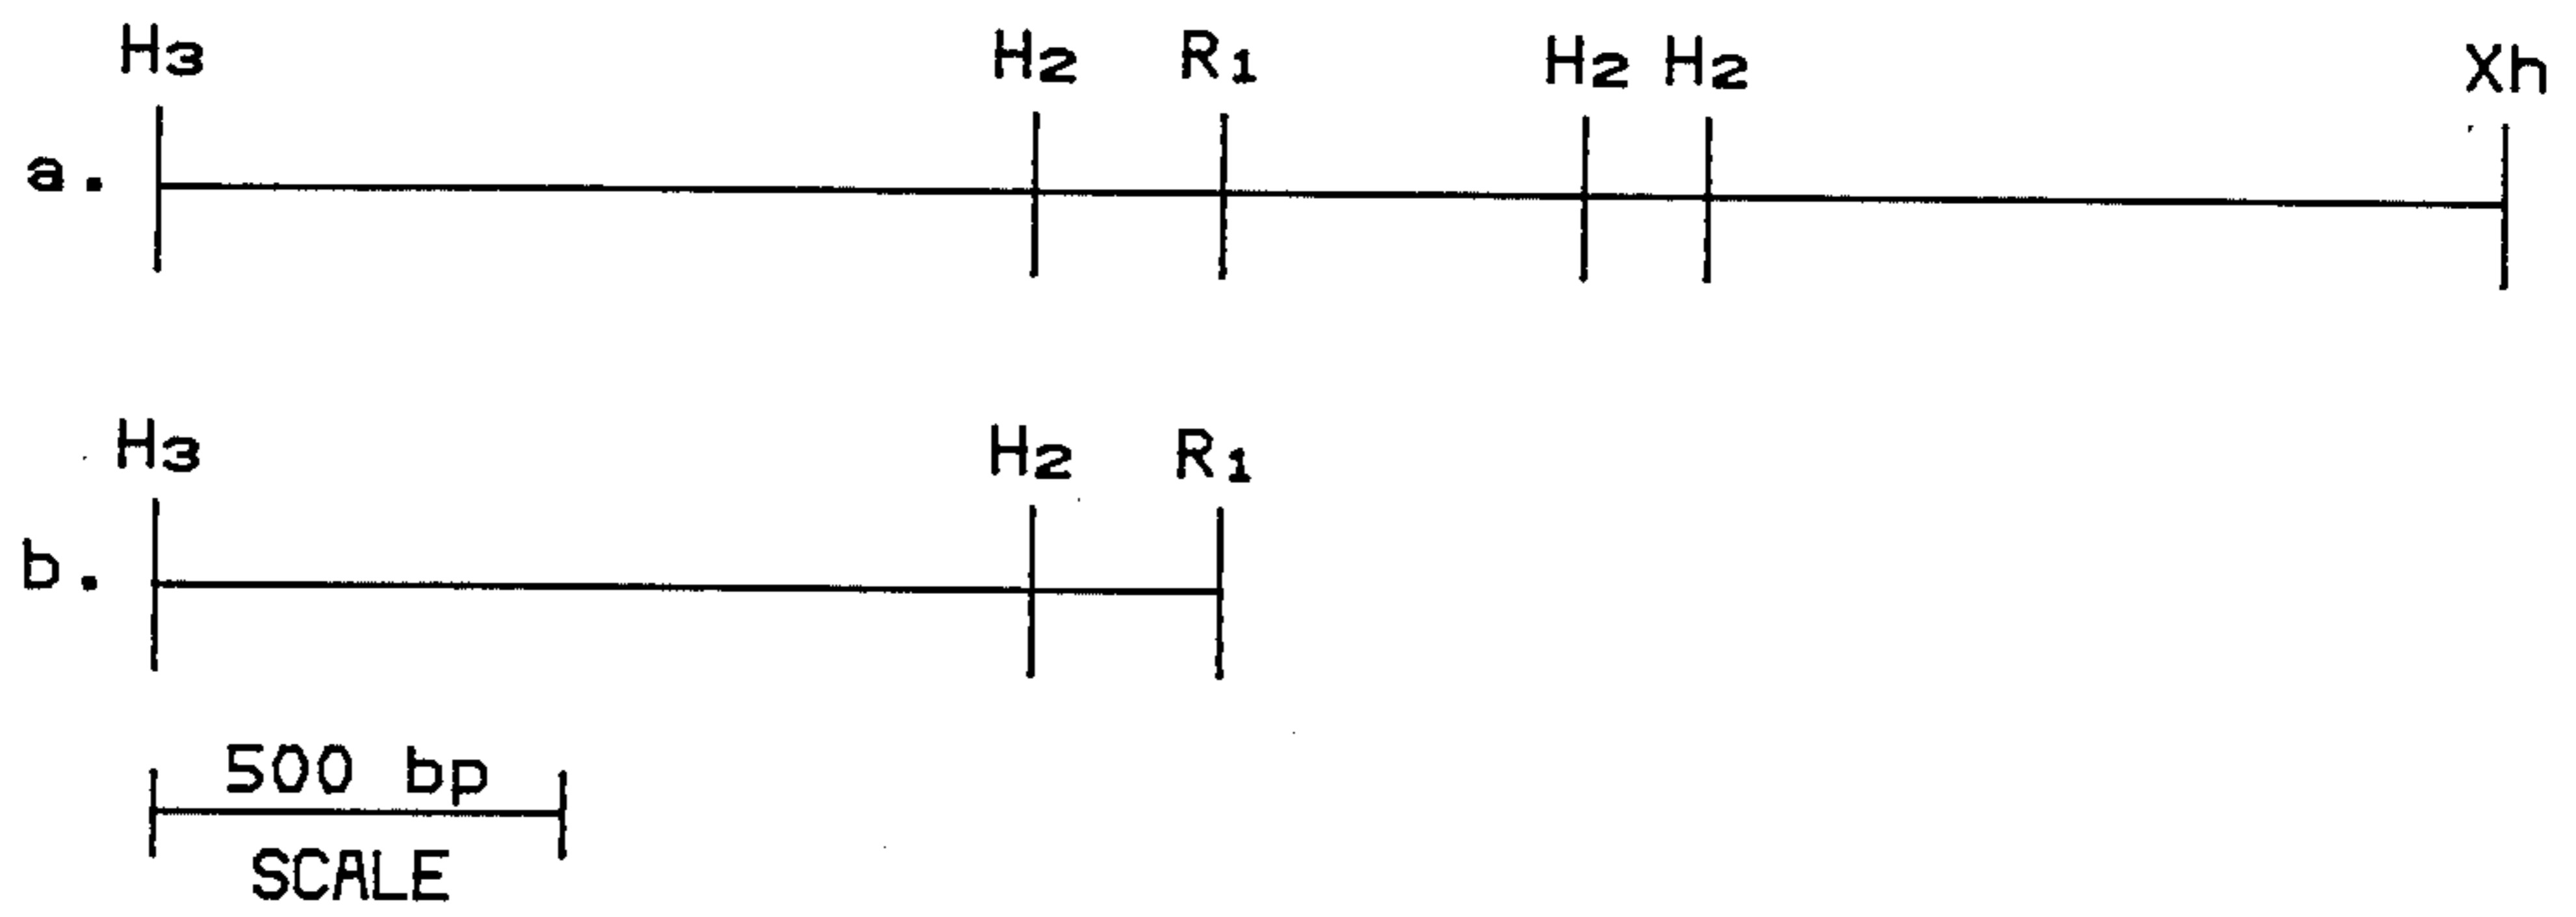 H₃ H₂ R₁ H₂ H₂ Xh
a.
H₃ H₂ R₁
b.
500 bp
SCALE